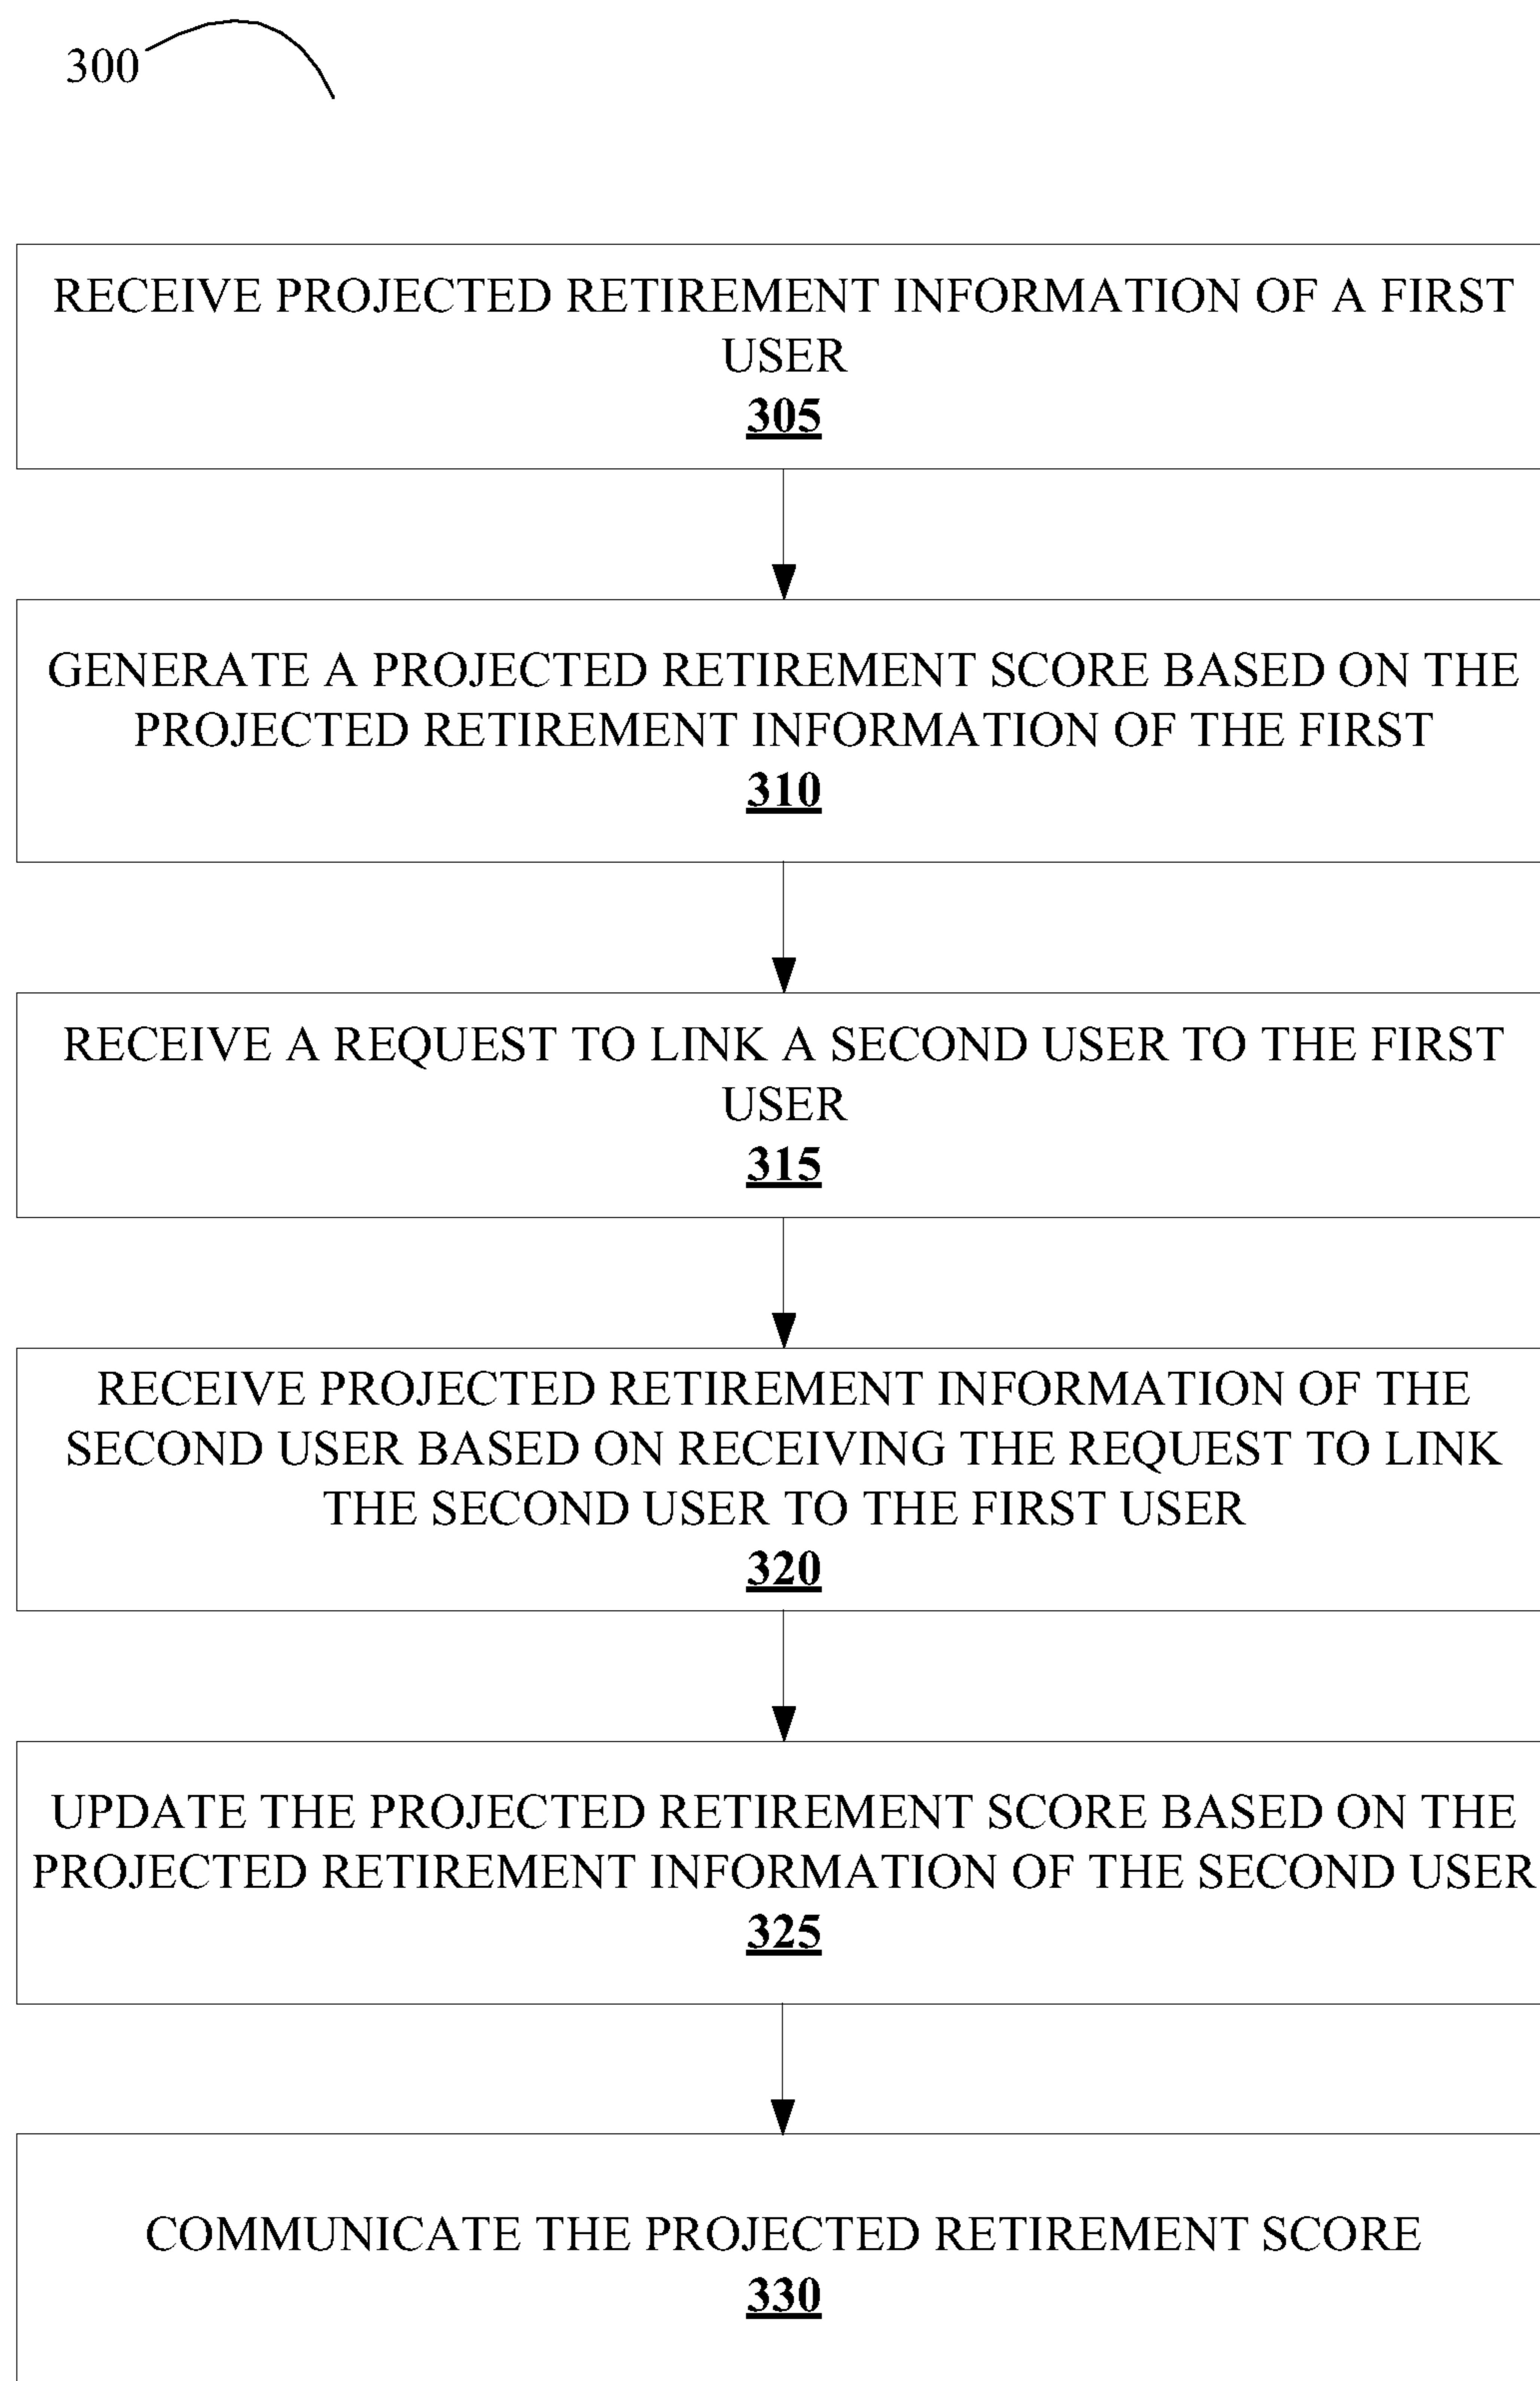 300
RECEIVE PROJECTED RETIREMENT INFORMATION OF A FIRST
USER
305
GENERATE A PROJECTED RETIREMENT SCORE BASED ON THE
PROJECTED RETIREMENT INFORMATION OF THE FIRST
310
RECEIVE A REQUEST TO LINK A SECOND USER TO THE FIRST
USER
315
RECEIVE PROJECTED RETIREMENT INFORMATION OF THE
SECOND USER BASED ON RECEIVING THE REQUEST TO LINK
THE SECOND USER TO THE FIRST USER
320
UPDATE THE PROJECTED RETIREMENT SCORE BASED ON THE
PROJECTED RETIREMENT INFORMATION OF THE SECOND USER
325
COMMUNICATE THE PROJECTED RETIREMENT SCORE
330